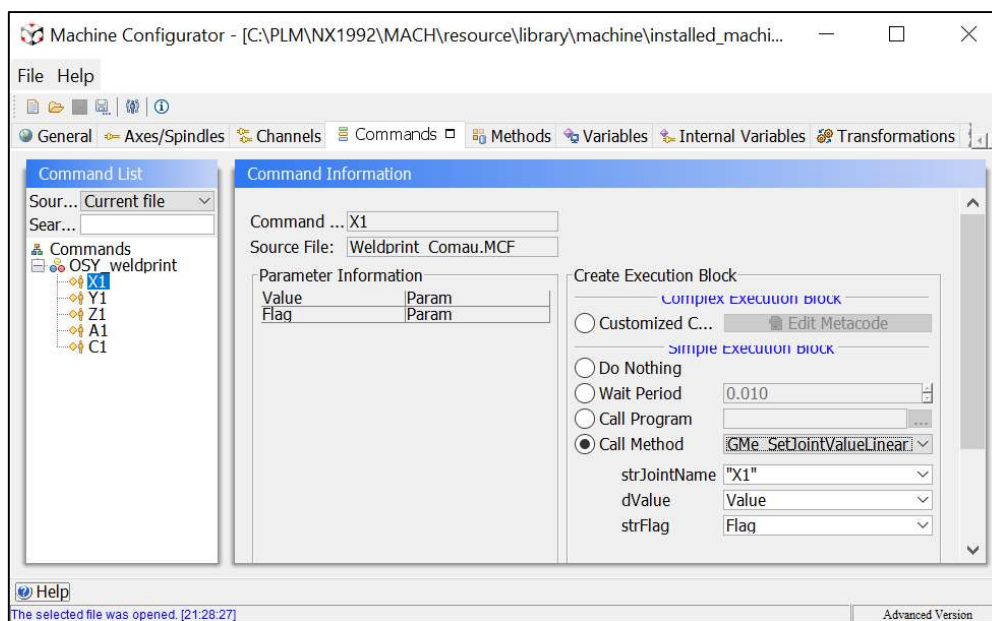 Machine Configurator - [C:\PLM\NX1992\MACH\resource\library\machine\installed_machi...
File Help
General Axes/Spindles Channels Commands Methods Variables Internal Variables Transformations
Command List Command Information
Sour... Current file
Sear...
Command ... X1
Commands
Source File: Weldprint_Comau.MCF
OSY_weldprint
X1
Y1
Z1
A1
C1
Parameter Information
Value Param
Flag Param
Create Execution Block
Complex Execution Block
Customized C... Edit Metacode
Simple Execution Block
Do Nothing
Wait Period 0.010
Call Program ...
Call Method GMe_SetJointValueLinear
strJointName "X1"
dValue Value
strFlag Flag
Help
The selected file was opened. [21:28:27] Advanced Version